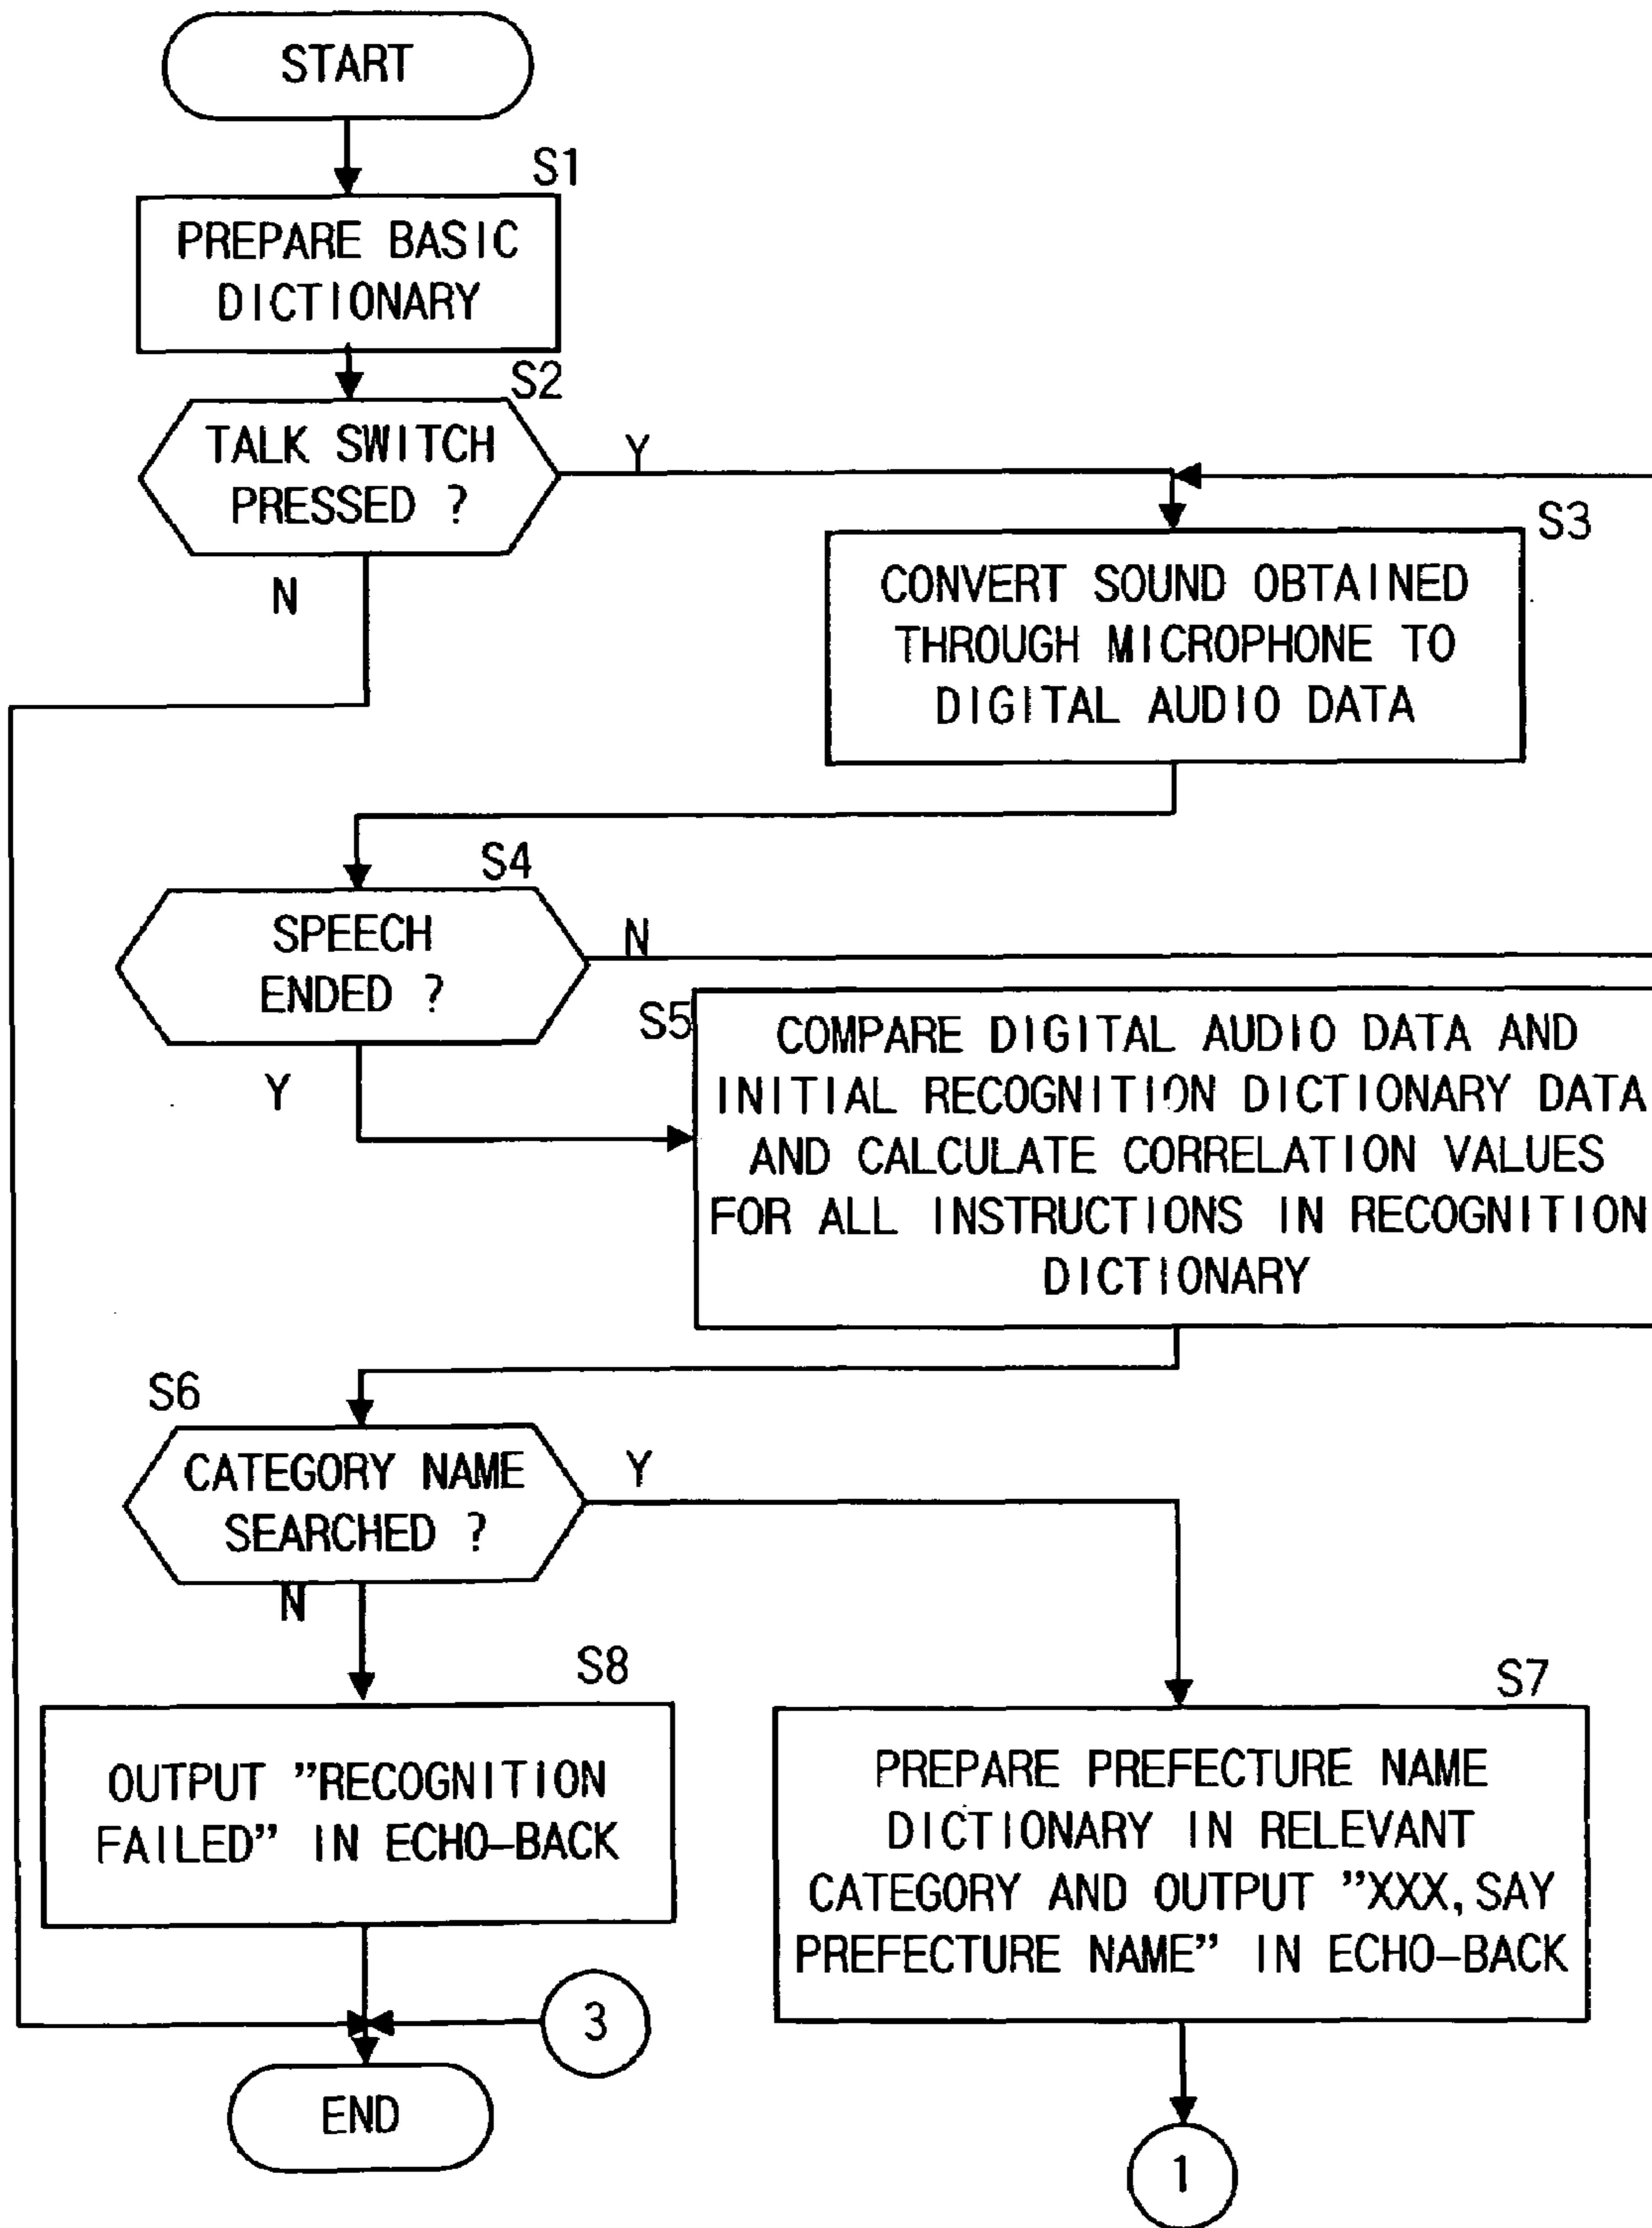 START
S1
PREPARE BASIC
DICTIONARY
S2
TALK SWITCH
PRESSED ?
Y
N
S3
CONVERT SOUND OBTAINED
THROUGH MICROPHONE TO
DIGITAL AUDIO DATA
S4
SPEECH
ENDED ?
N
Y
S5
COMPARE DIGITAL AUDIO DATA AND
INITIAL RECOGNITION DICTIONARY DATA
AND CALCULATE CORRELATION VALUES
FOR ALL INSTRUCTIONS IN RECOGNITION
DICTIONARY
S6
CATEGORY NAME
SEARCHED ?
Y
N
S8
OUTPUT "RECOGNITION
FAILED" IN ECHO-BACK
S7
PREPARE PREFECTURE NAME
DICTIONARY IN RELEVANT
CATEGORY AND OUTPUT "XXX, SAY
PREFECTURE NAME" IN ECHO-BACK
3
END
1